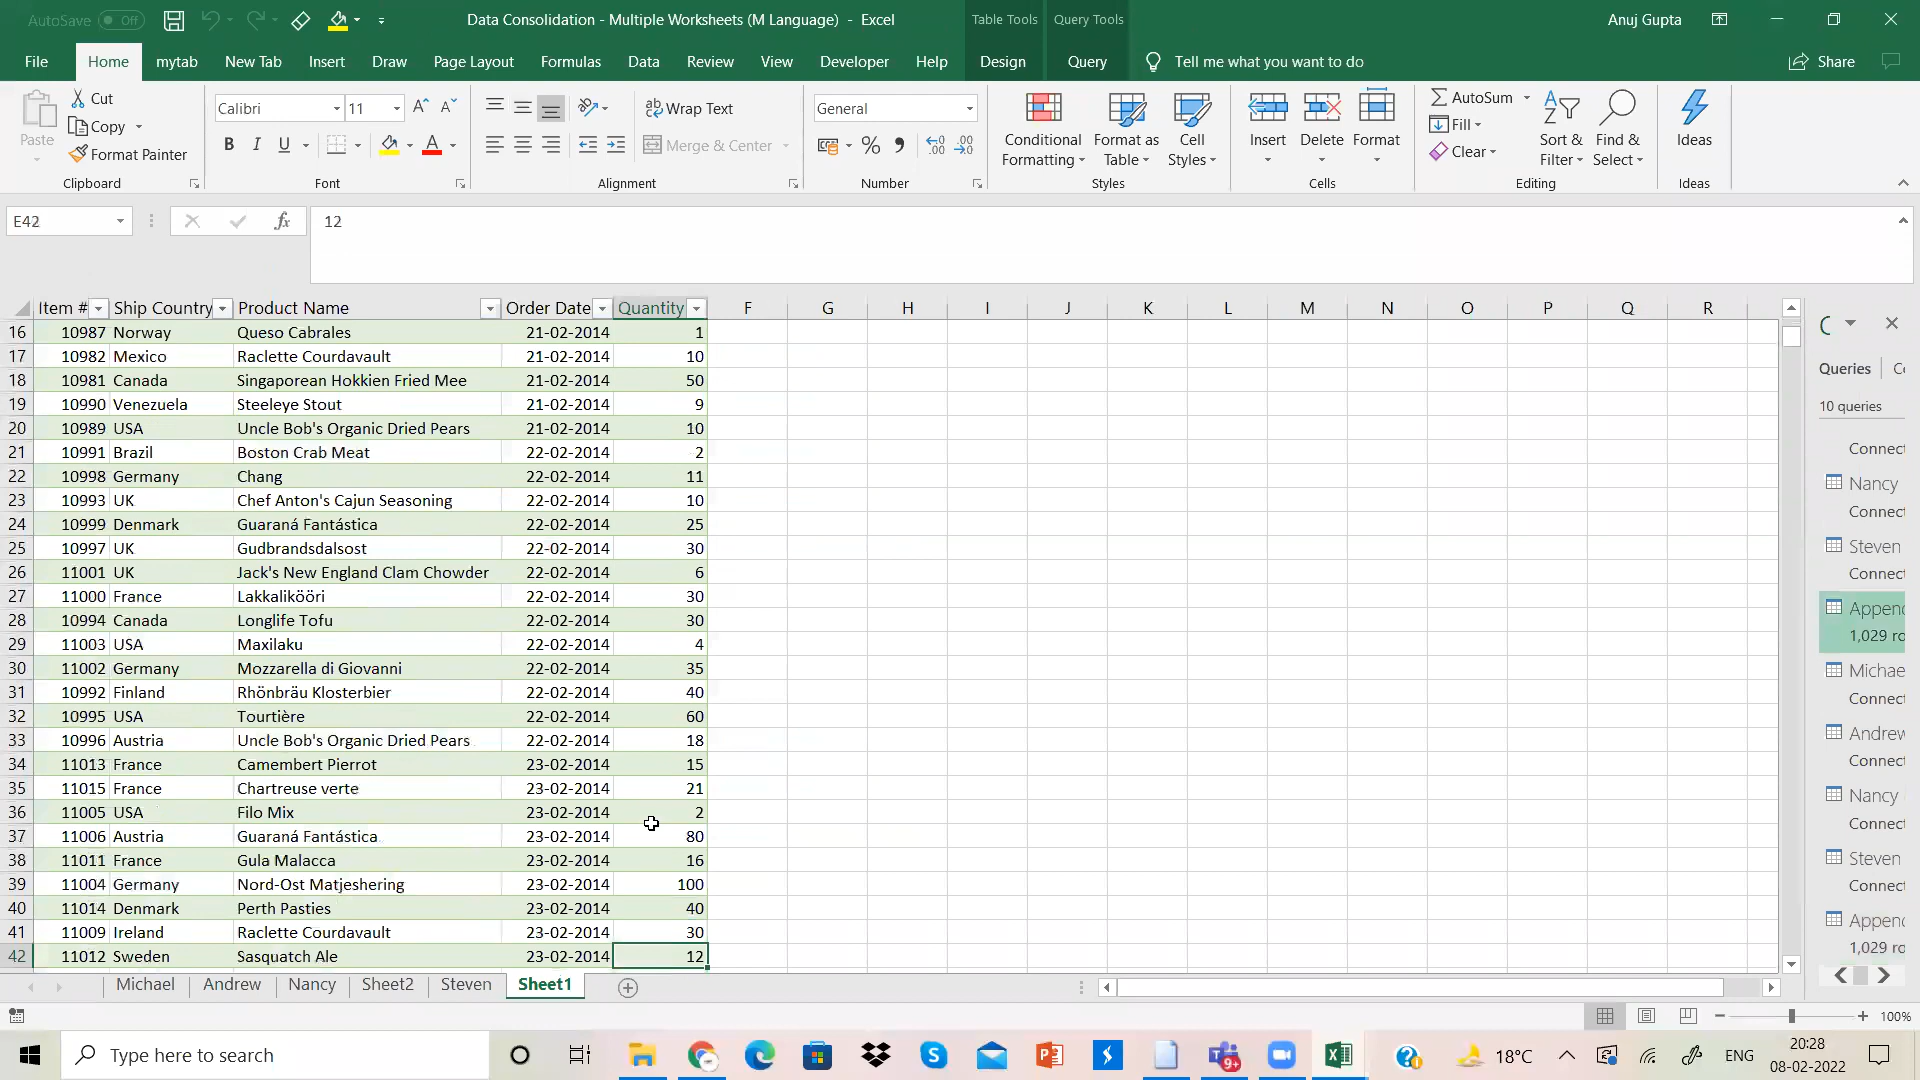 AutoSave Off Data Consolidation - Multiple Worksheets (M Language) - Excel Table Tools Query Tools Anuj Gupta
File Home mytab New Tab Insert Draw Page Layout Formulas Data Review View Developer Help Design Query Tell me what you want to do Share
Paste Cut Copy Format Painter Clipboard
Calibri 11 B I U A Font
Wrap Text Merge & Center Alignment
General % Number
Conditional Formatting Format as Table Cell Styles Styles
Insert Delete Format Cells
AutoSum Fill Clear Sort & Filter Find & Select Editing
Ideas Ideas
E42 fx 12
Item # Ship Country Product Name Order Date Quantity F G H I J K L M N O P Q R
16 10987 Norway Queso Cabrales 21-02-2014 1
17 10982 Mexico Raclette Courdavault 21-02-2014 10
18 10981 Canada Singaporean Hokkien Fried Mee 21-02-2014 50
19 10990 Venezuela Steeleye Stout 21-02-2014 9
20 10989 USA Uncle Bob's Organic Dried Pears 21-02-2014 10
21 10991 Brazil Boston Crab Meat 22-02-2014 2
22 10998 Germany Chang 22-02-2014 11
23 10993 UK Chef Anton's Cajun Seasoning 22-02-2014 10
24 10999 Denmark Guaraná Fantástica 22-02-2014 25
25 10997 UK Gudbrandsdalsost 22-02-2014 30
26 11001 UK Jack's New England Clam Chowder 22-02-2014 6
27 11000 France Lakkalikööri 22-02-2014 30
28 10994 Canada Longlife Tofu 22-02-2014 30
29 11003 USA Maxilaku 22-02-2014 4
30 11002 Germany Mozzarella di Giovanni 22-02-2014 35
31 10992 Finland Rhönbräu Klosterbier 22-02-2014 40
32 10995 USA Tourtière 22-02-2014 60
33 10996 Austria Uncle Bob's Organic Dried Pears 22-02-2014 18
34 11013 France Camembert Pierrot 23-02-2014 15
35 11015 France Chartreuse verte 23-02-2014 21
36 11005 USA Filo Mix 23-02-2014 2
37 11006 Austria Guaraná Fantástica 23-02-2014 80
38 11011 France Gula Malacca 23-02-2014 16
39 11004 Germany Nord-Ost Matjeshering 23-02-2014 100
40 11014 Denmark Perth Pasties 23-02-2014 40
41 11009 Ireland Raclette Courdavault 23-02-2014 30
42 11012 Sweden Sasquatch Ale 23-02-2014 12
Queries
10 queries
Connect
Nancy
Connect
Steven
Connect
Append
1,029 ro
Michae
Connect
Andrew
Connect
Nancy
Connect
Steven
Connect
Append
1,029 ro
Michael Andrew Nancy Sheet2 Steven Sheet1
100%
Type here to search 9+ 18°C ENG 20:28
08-02-2022